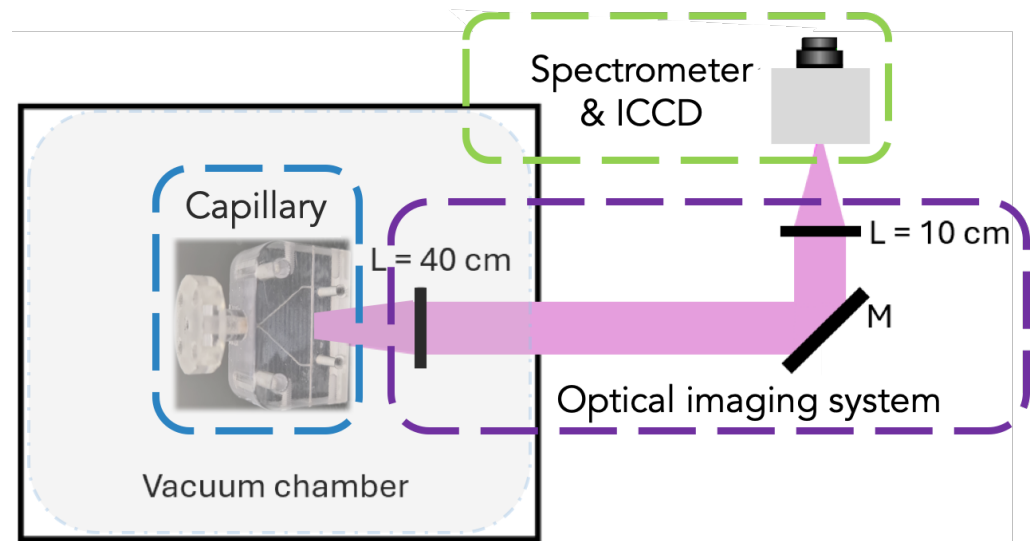 Spectrometer
& ICCD
Capillary
L = 40 cm
L = 10 cm
M
Optical imaging system
Vacuum chamber